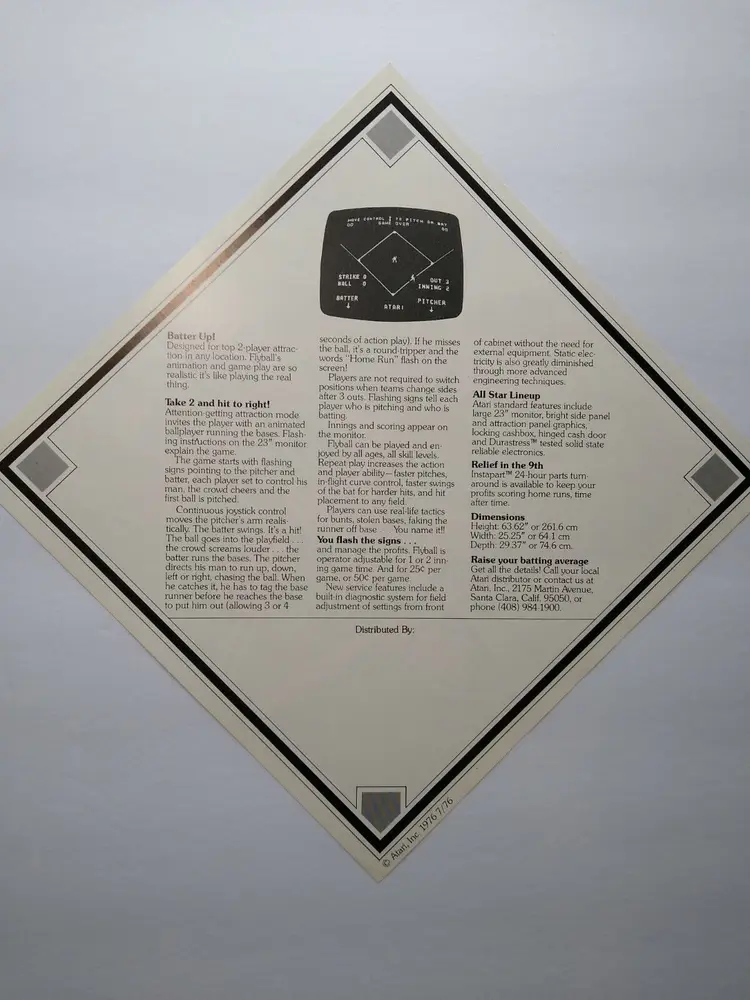 MOVE CONTROL TO PITCH OR BAT
00 GAME OVER 00
STRIKE 0
BALL 0
OUT 3
INNING 2
BATTER
ATARI
PITCHER
Batter Up!
Designed for top 2-player attrac-
tion in any location. Flyball's
animation and game play are so
realistic it's like playing the real
thing.
Take 2 and hit to right!
Attention-getting attraction mode
invites the player with an animated
ballplayer running the bases. Flash-
ing instructions on the 23" monitor
explain the game.
The game starts with flashing
signs pointing to the pitcher and
batter, each player set to control his
man, the crowd cheers and the
first ball is pitched.
Continuous joystick control
moves the pitcher's arm realis-
tically. The batter swings. It's a hit!
The ball goes into the playfield . . .
the crowd screams louder . . . the
batter runs the bases. The pitcher
directs his man to run up, down,
left or right, chasing the ball. When
he catches it, he has to tag the base
runner before he reaches the base
to put him out (allowing 3 or 4
seconds of action play). If he misses
the ball, it's a round-tripper and the
words "Home Run" flash on the
screen!
Players are not required to switch
positions when teams change sides
after 3 outs. Flashing signs tell each
player who is pitching and who is
batting.
Innings and scoring appear on
the monitor.
Flyball can be played and en-
joyed by all ages, all skill levels.
Repeat play increases the action
and player ability—faster pitches,
in-flight curve control, faster swings
of the bat for harder hits, and hit
placement to any field.
Players can use real-life tactics
for bunts, stolen bases, faking the
runner off base You name it!!
You flash the signs . . .
and manage the profits. Flyball is
operator adjustable for 1 or 2 inn-
ing game time. And for 25¢ per
game, or 50¢ per game.
New service features include a
built-in diagnostic system for field
adjustment of settings from front
of cabinet without the need for
external equipment. Static elec-
tricity is also greatly diminished
through more advanced
engineering techniques.
All Star Lineup
Atari standard features include
large 23" monitor, bright side panel
and attraction panel graphics,
locking cashbox, hinged cash door
and Durastress™ tested solid state
reliable electronics.
Relief in the 9th
Instapart™ 24-hour parts turn
around is available to keep your
profits scoring home runs, time
after time.
Dimensions
Height: 63.62" or 261.6 cm
Width: 25.25" or 64.1 cm
Depth: 29.37" or 74.6 cm.
Raise your batting average
Get all the details! Call your local
Atari distributor or contact us at
Atari, Inc., 2175 Martin Avenue,
Santa Clara, Calif. 95050, or
phone (408) 984-1900.
Distributed By:
© Atari, Inc 1976 7/76